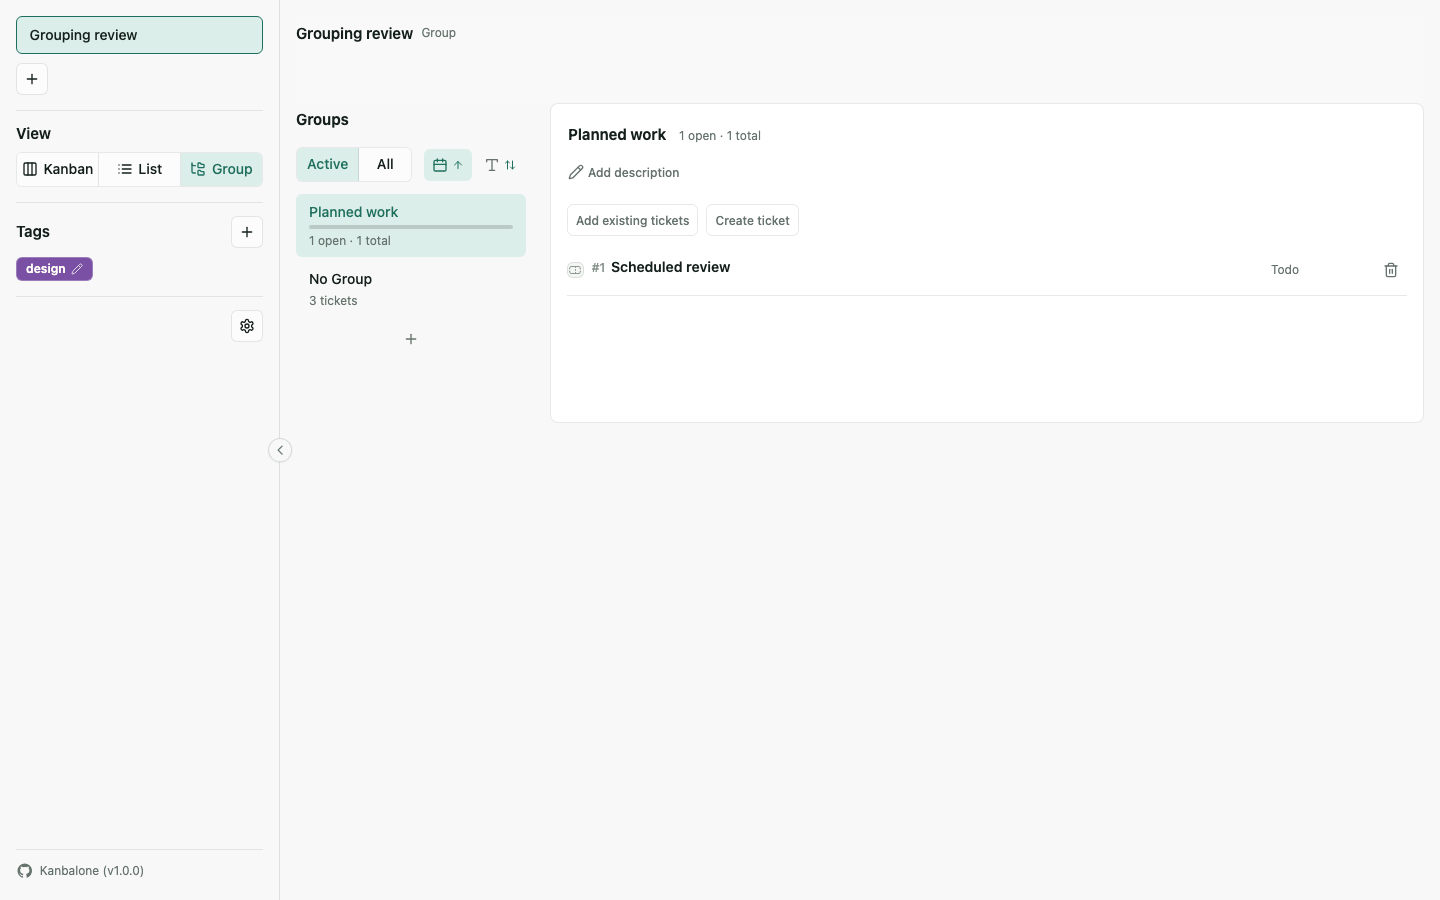 Grouping review
View
Kanban
List
Group
Tags
design
Kanbalone (v1.0.0)
Grouping review Group
Groups
Active
All
Planned work
1 open · 1 total
No Group
3 tickets
Planned work 1 open · 1 total
Add description
Add existing tickets
Create ticket
#1 Scheduled review
Todo